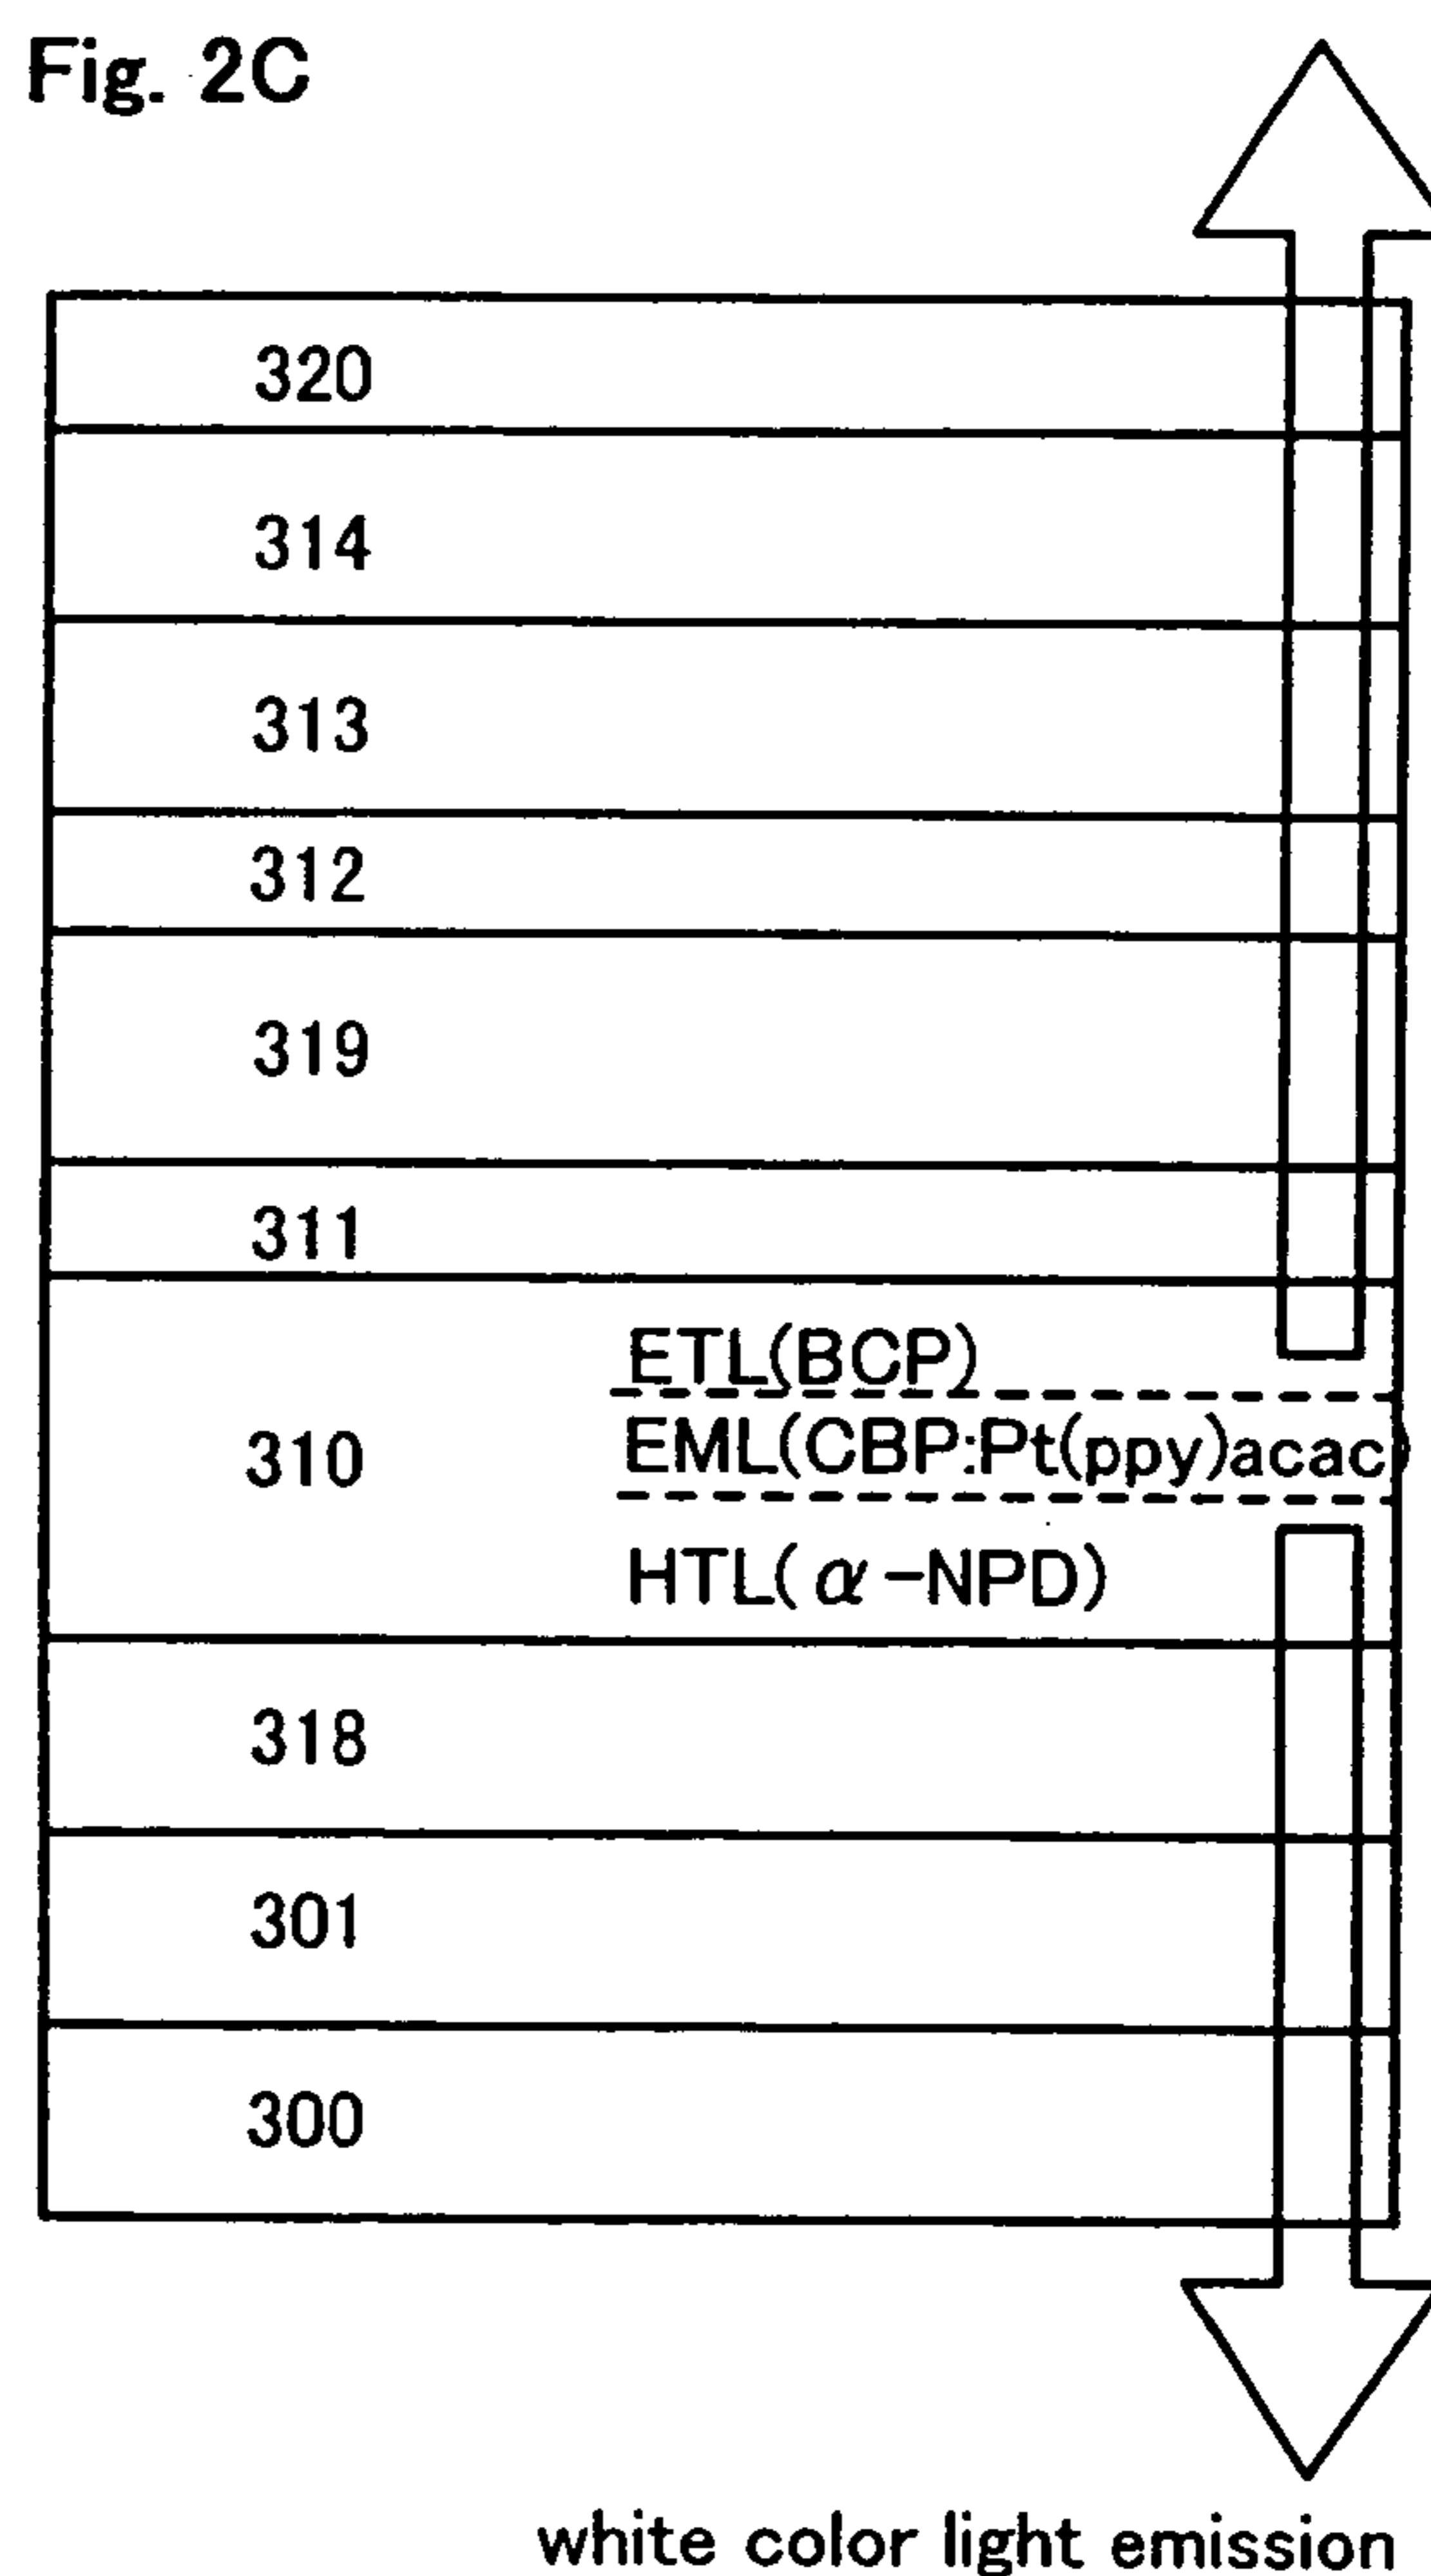 Fig. 2C
320
314
313
312
319
311
ETL(BCP)
310
EML(CBP:Pt(ppy)acac)
HTL(α-NPD)
318
301
300
white color light emission